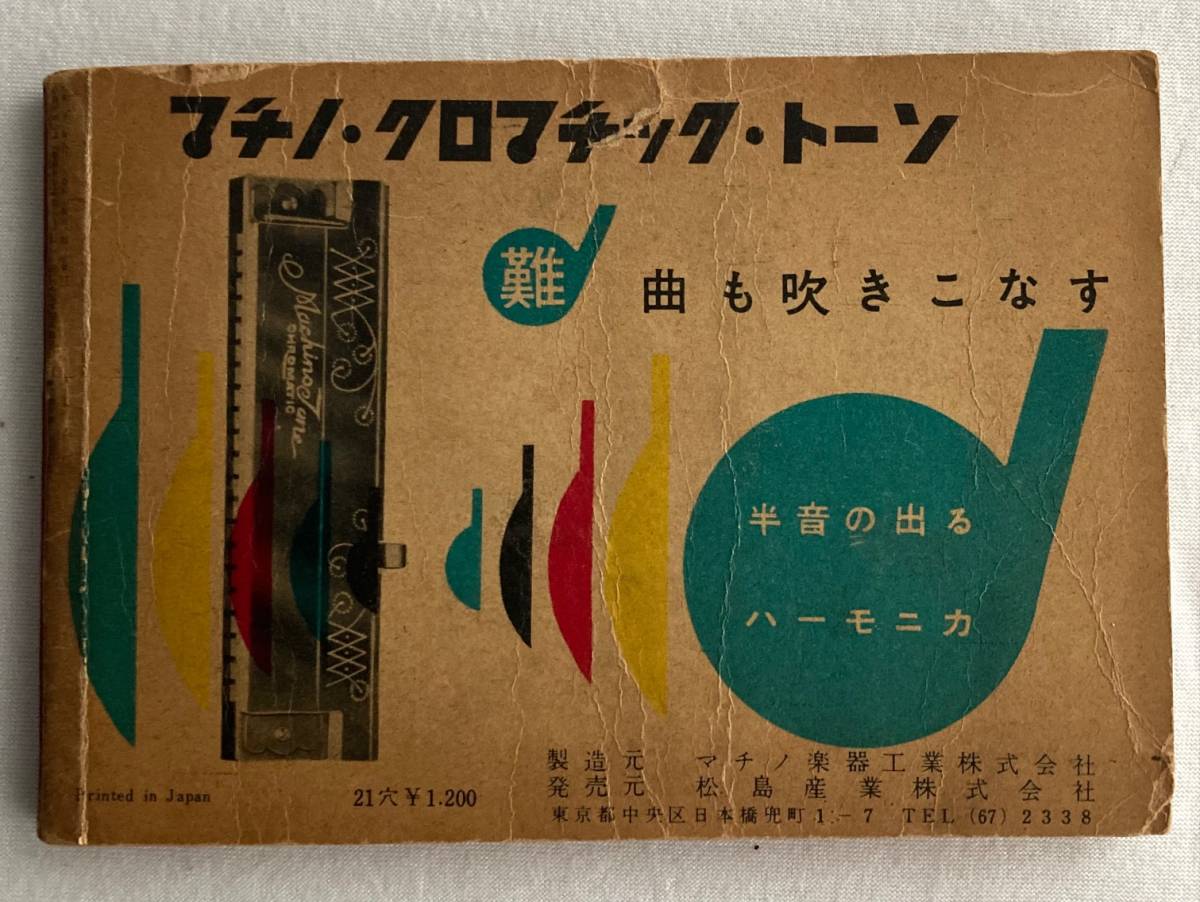 マチノ・クロマチック・トーン
難曲も吹きこなす
Machino Tone
CHROMATIC
半音の出る
ハーモニカ
製造元 マチノ楽器工業株式会社
発売元 松島産業株式会社
東京都中央区日本橋兜町1-7 TEL (67) 2338
21穴¥1.200
Printed in Japan